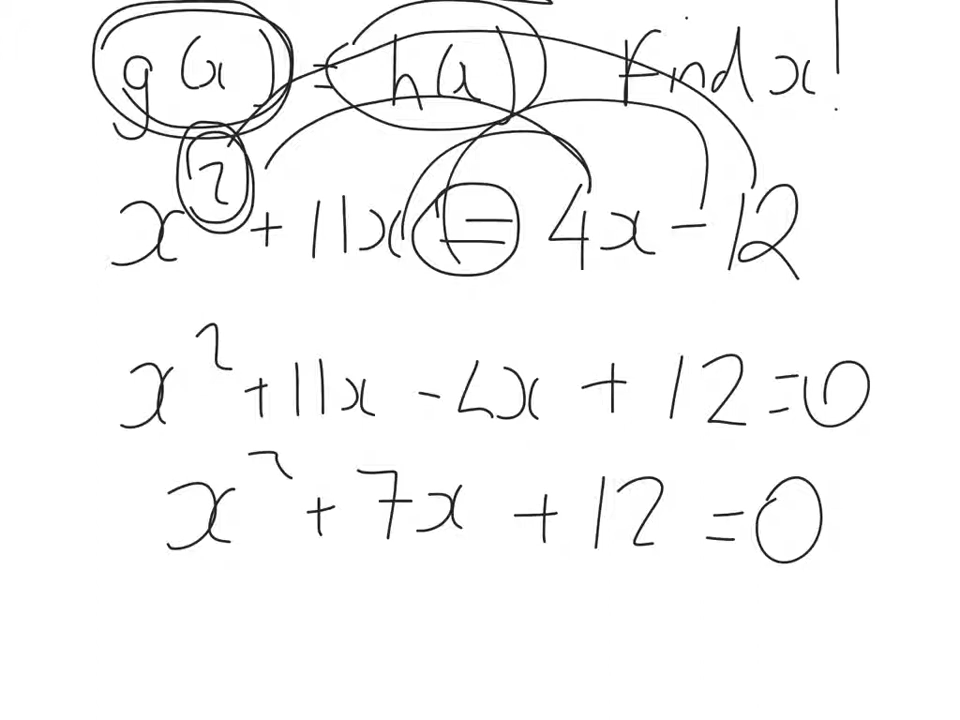 g(x) = h(x) Find x!
x² + 11x = 4x - 12
x² + 11x - 4x + 12 = 0
x² + 7x + 12 = 0